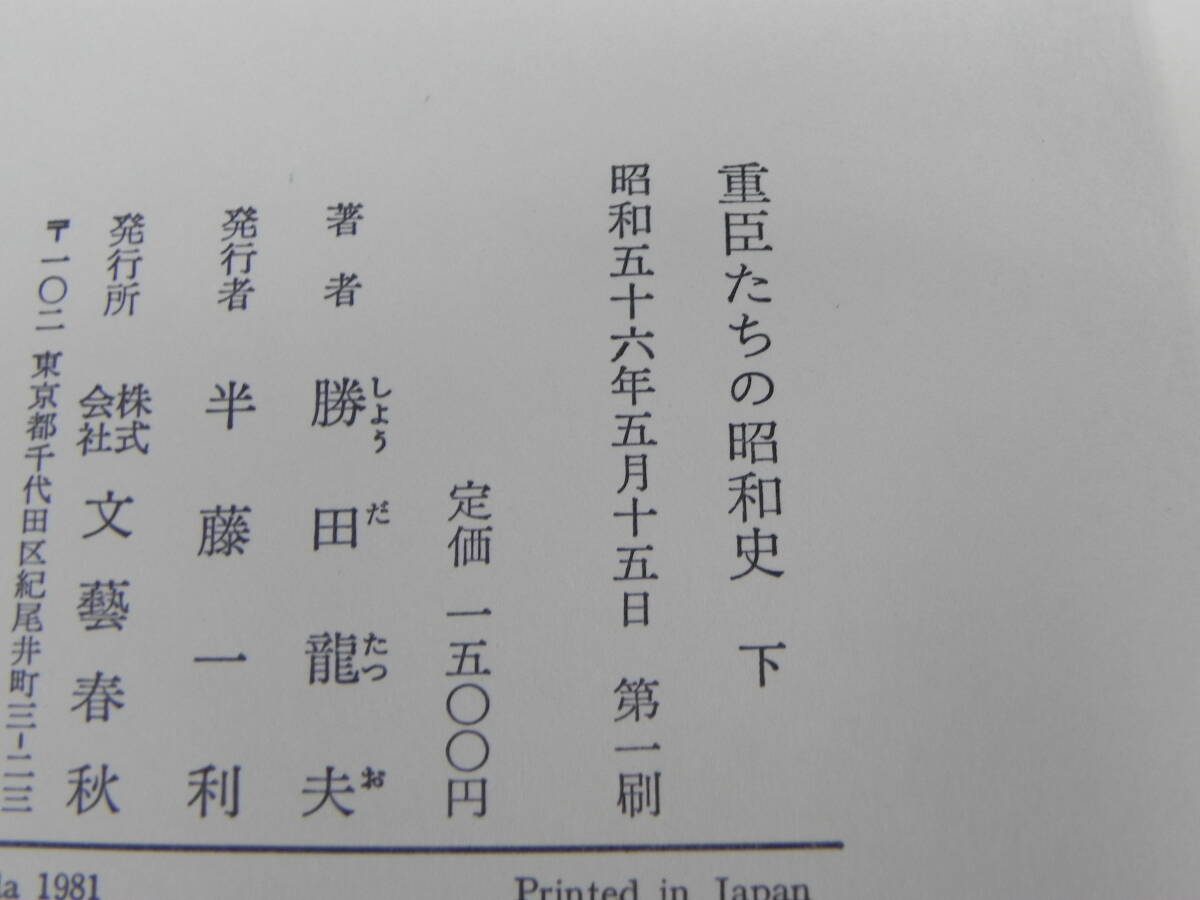 重臣たちの昭和史 下
昭和五十六年五月十五日 第一刷
定価 一五〇〇円
著者 勝田龍夫
しようだたつお
発行者 半藤一利
発行所 株式会社文藝春秋
〒一〇二 東京都千代田区紀尾井町三-二三
1981
Printed in Japan